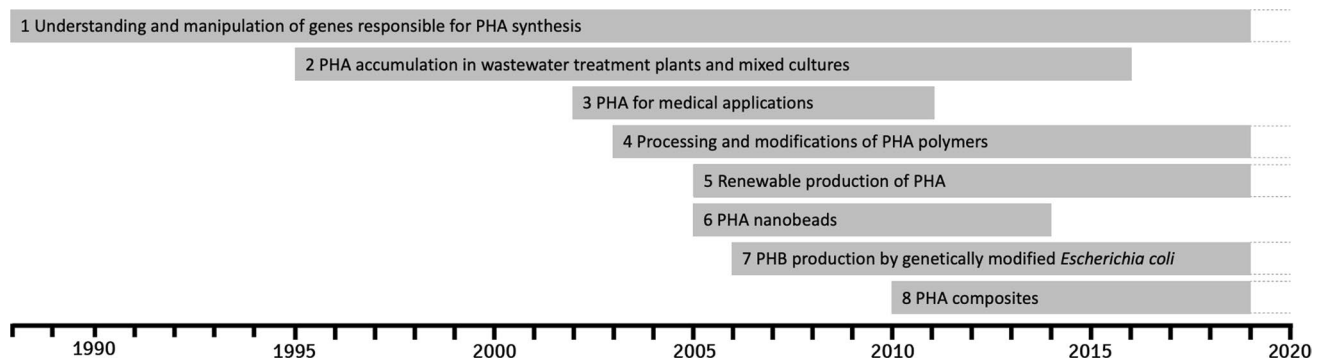 1 Understanding and manipulation of genes responsible for PHA synthesis
2 PHA accumulation in wastewater treatment plants and mixed cultures
3 PHA for medical applications
4 Processing and modifications of PHA polymers
5 Renewable production of PHA
6 PHA nanobeads
7 PHB production by genetically modified Escherichia coli
8 PHA composites
1990 1995 2000 2005 2010 2015 2020